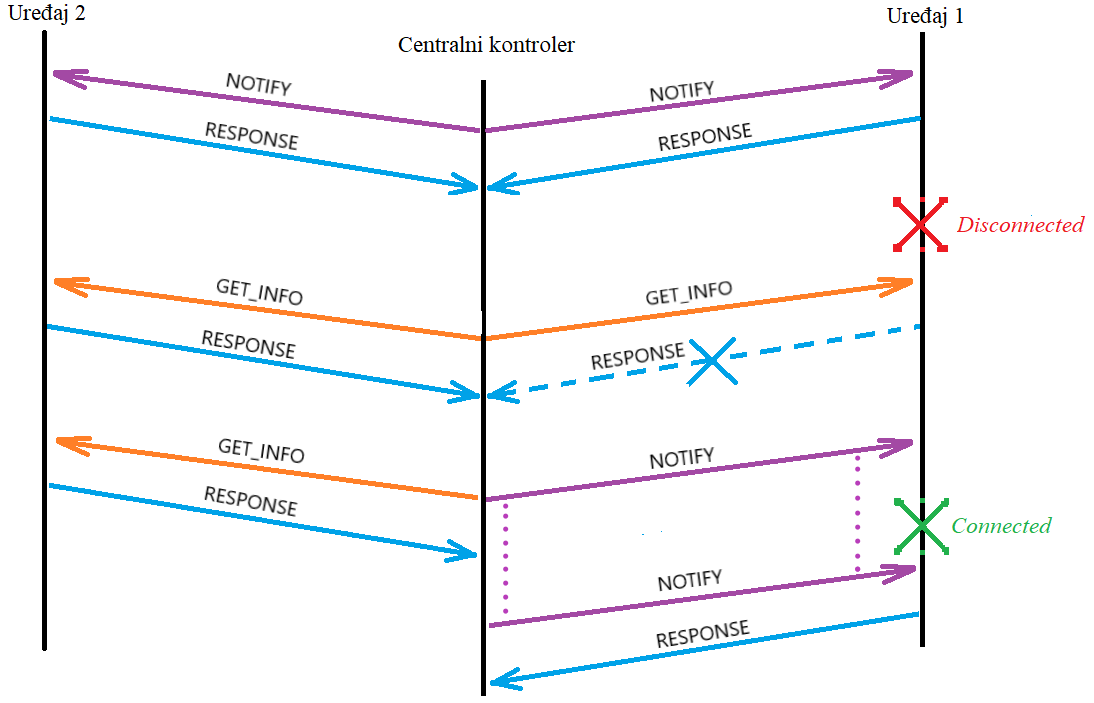 Uređaj 2
Uređaj 1
Centralni kontroler
NOTIFY
NOTIFY
RESPONSE
RESPONSE
Disconnected
GET_INFO
GET_INFO
RESPONSE
RESPONSE
GET_INFO
NOTIFY
RESPONSE
Connected
NOTIFY
RESPONSE